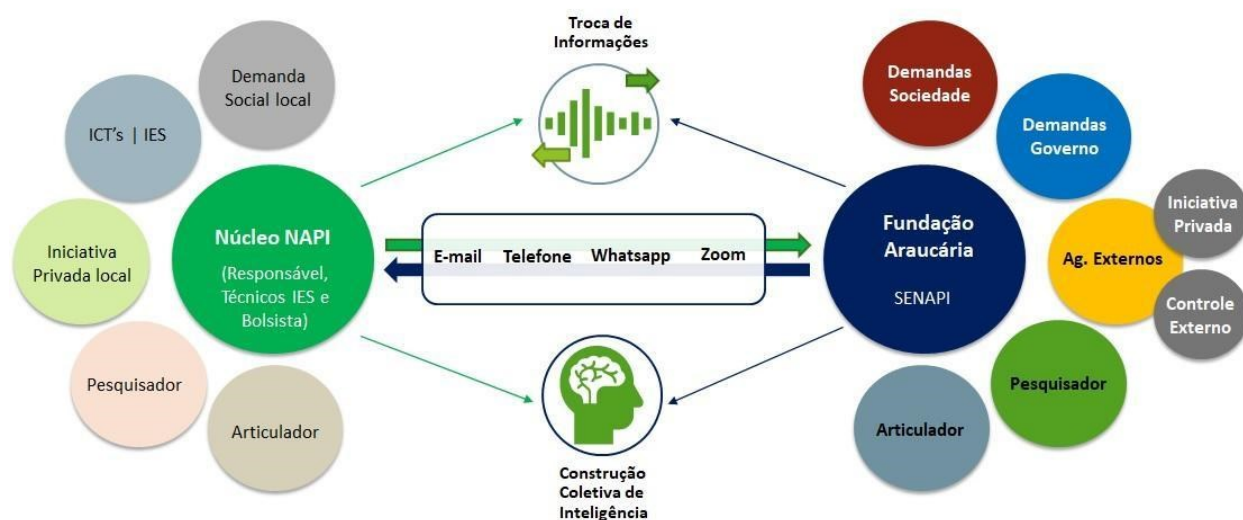 Troca de
Informações
Demanda
Social local
ICT's | IES
Iniciativa
Privada local
Pesquisador
Articulador
Núcleo NAPI
(Responsável,
Técnicos IES e
Bolsista)
E-mail Telefone Whatsapp Zoom
Construção
Coletiva de
Inteligência
Fundação
Araucária
SENAPI
Demandas
Sociedade
Demandas
Governo
Iniciativa
Privada
Ag. Externos
Controle
Externo
Pesquisador
Articulador